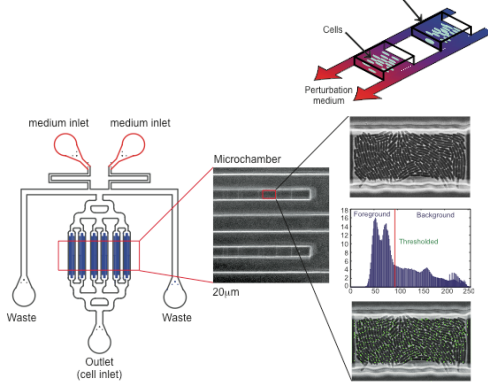 Cells
Perturbation
medium
medium inlet
medium inlet
Microchamber
20μm
Waste
Waste
Outlet
(cell inlet)
Foreground
Background
Thresholded
18
16
14
12
10
8
6
4
2
0
0
50
100
150
200
250